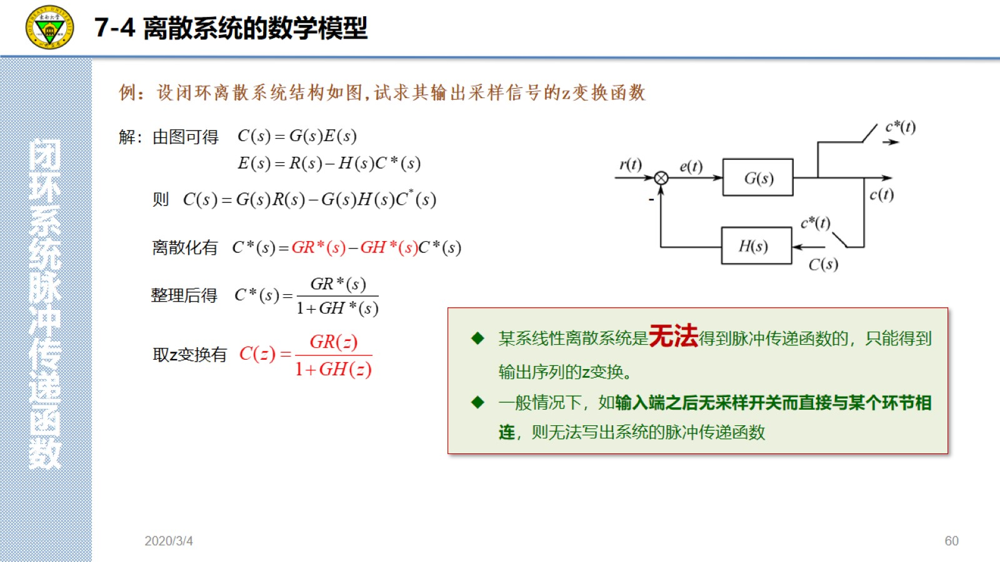 7-4 离散系统的数学模型
闭环系统脉冲传递函数
例：设闭环离散系统结构如图,试求其输出采样信号的z变换函数
解：由图可得 C(s)=G(s)E(s)
E(s)=R(s)-H(s)C*(s)
则 C(s)=G(s)R(s)-G(s)H(s)C*(s)
离散化有 C*(s)=GR*(s)-GH*(s)C*(s)
整理后得 C*(s)=GR*(s)/1+GH*(s)
取z变换有 C(z)=GR(z)/1+GH(z)
c*(t)
r(t) e(t) G(s)
c(t)
-
c*(t)
H(s)
C(s)
◆ 某系线性离散系统是无法得到脉冲传递函数的，只能得到
输出序列的z变换。
◆ 一般情况下，如输入端之后无采样开关而直接与某个环节相
连，则无法写出系统的脉冲传递函数
2020/3/4
60